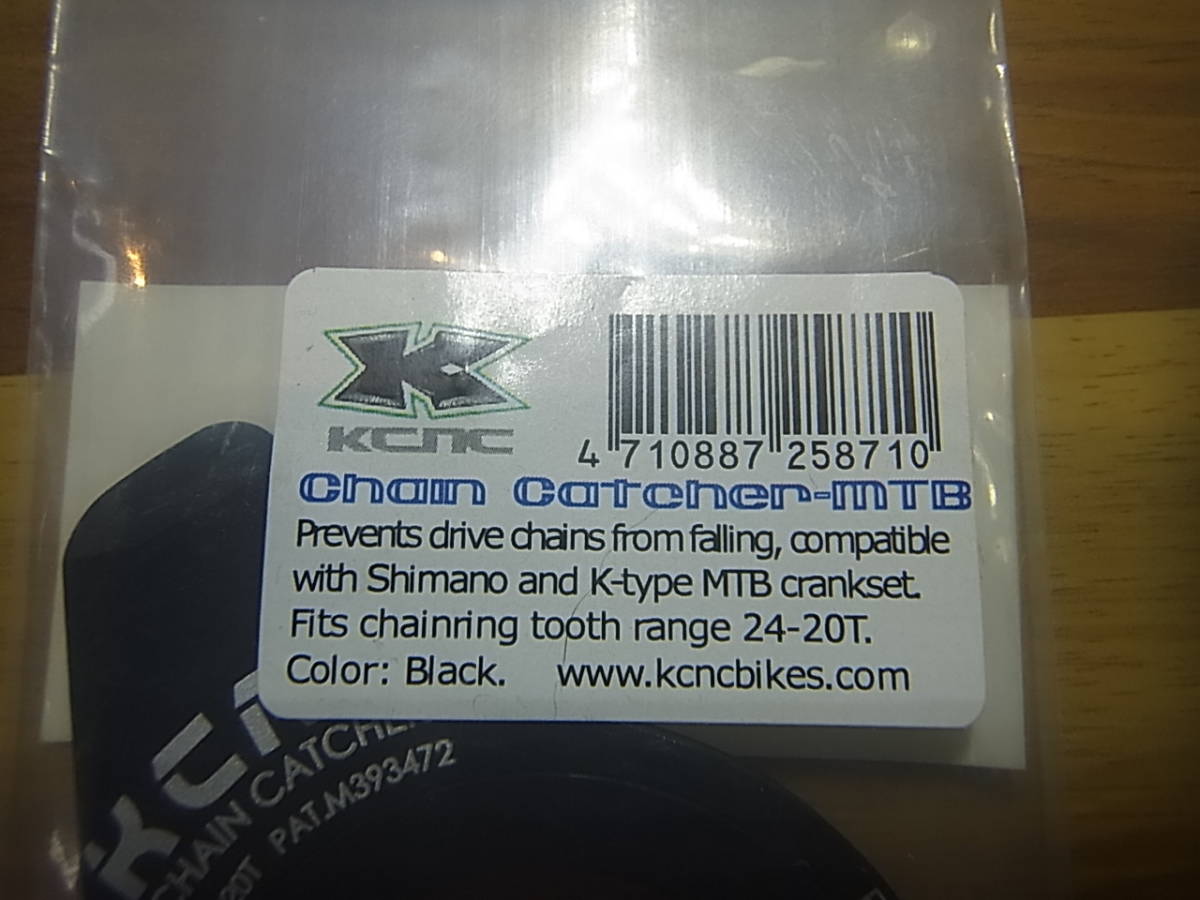 KCNC
4 710887 258710
Chain Catcher-MTB
Prevents drive chains from falling, compatible
with Shimano and K-type MTB crankset.
Fits chainring tooth range 24-20T.
Color: Black. www.kcncbikes.com
CHAIN
PAT.M393472